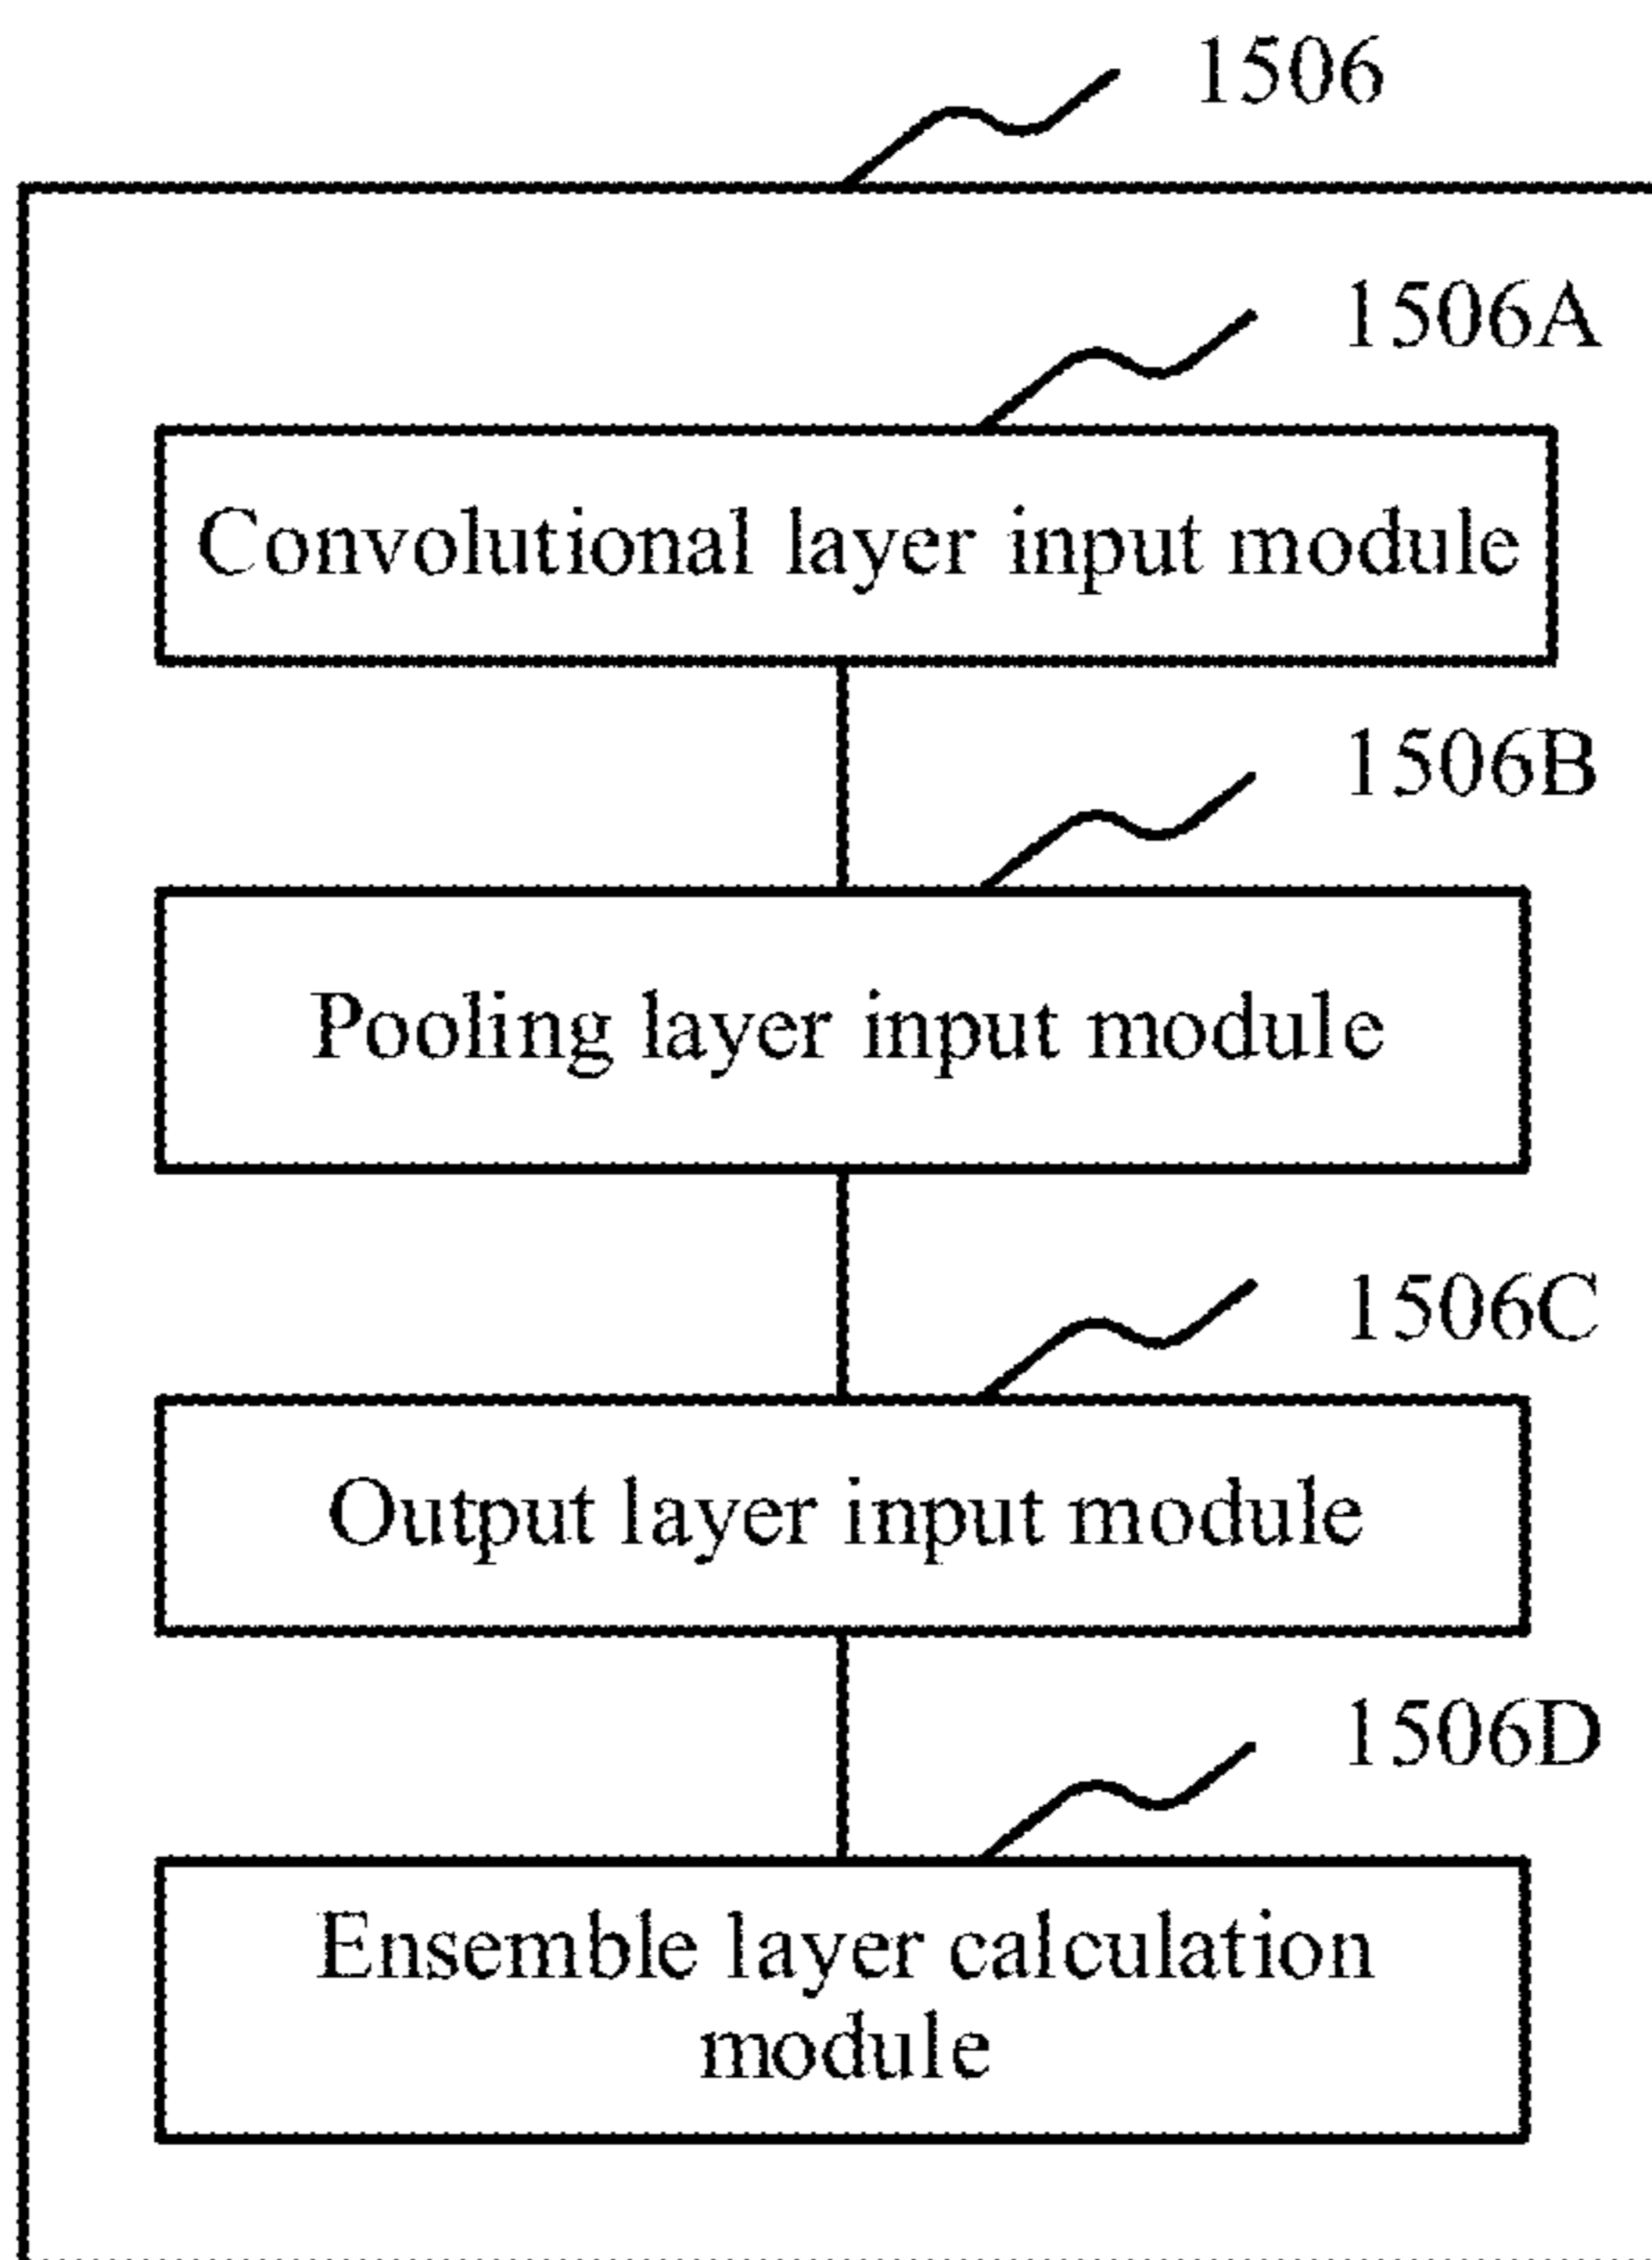 1506
1506A
Convolutional layer input module
1506B
Pooling layer input module
1506C
Output layer input module
1506D
Ensemble layer calculation
module